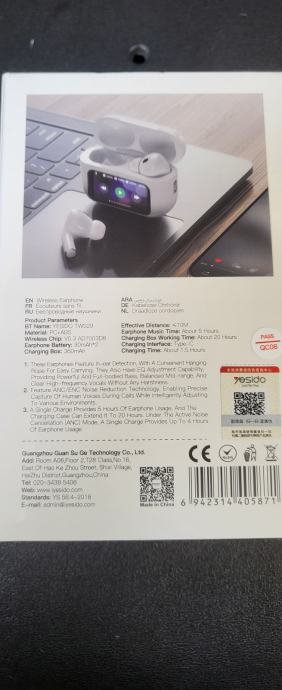 EN Wireless Earphone
FR Écouteurs sans fil
RU Беспроводные наушники
ARA
DE Kabellose Ohrhörer
NL Draadloze oordopjes
Product Parameters
BT Name: YESIDO TWS29
Material: PC+ABS
Wireless Chip: V5.3 AD7003D8
Earphone Battery: 30mAh*2
Charging Box: 360mAh
Effective Distance: ≤10M
Earphone Music Time: About 5 Hours
Charging Box Working Time: About 20 Hours
Charging Interface: Type-C
Charging Time: About 1.5 Hours
1. These Earphones Feature In-ear Detection, With A Convenient Hanging
Rope For Easy Carrying. They Also Have EQ Adjustment Capability,
Providing Powerful And Full-bodied Bass, Balanced Mid-range, And
Clear High-frequency Vocals Without Any Harshness.
2. Feature ANC/ENC Noise Reduction Technology, Enabling Precise
Capture Of Human Voices During Calls While Intelligently Adjusting
To Various Environments.
3. A Single Charge Provides 5 Hours Of Earphone Usage, And The
Charging Case Can Extend It To 20 Hours. Under The Active Noise
Cancellation (ANC) Mode, A Single Charge Provides Up To 4 Hours
Of Earphone Usage
PASS
QC08
yesido
Guangzhou Guan Su Ge Technology Co., Ltd.
Add: Room A06, Floor 2, T28 Class, No.16,
East Of Hao Ke Zhou Street, Shixi Village,
HaiZhu District, Guangzhou, China
Tel: 020-3438 5406
Web: www.yesido.com
Standards: YS 56.4-2018
E-mail: admin@yesido.com
CE
Made in China
6 942314 405871